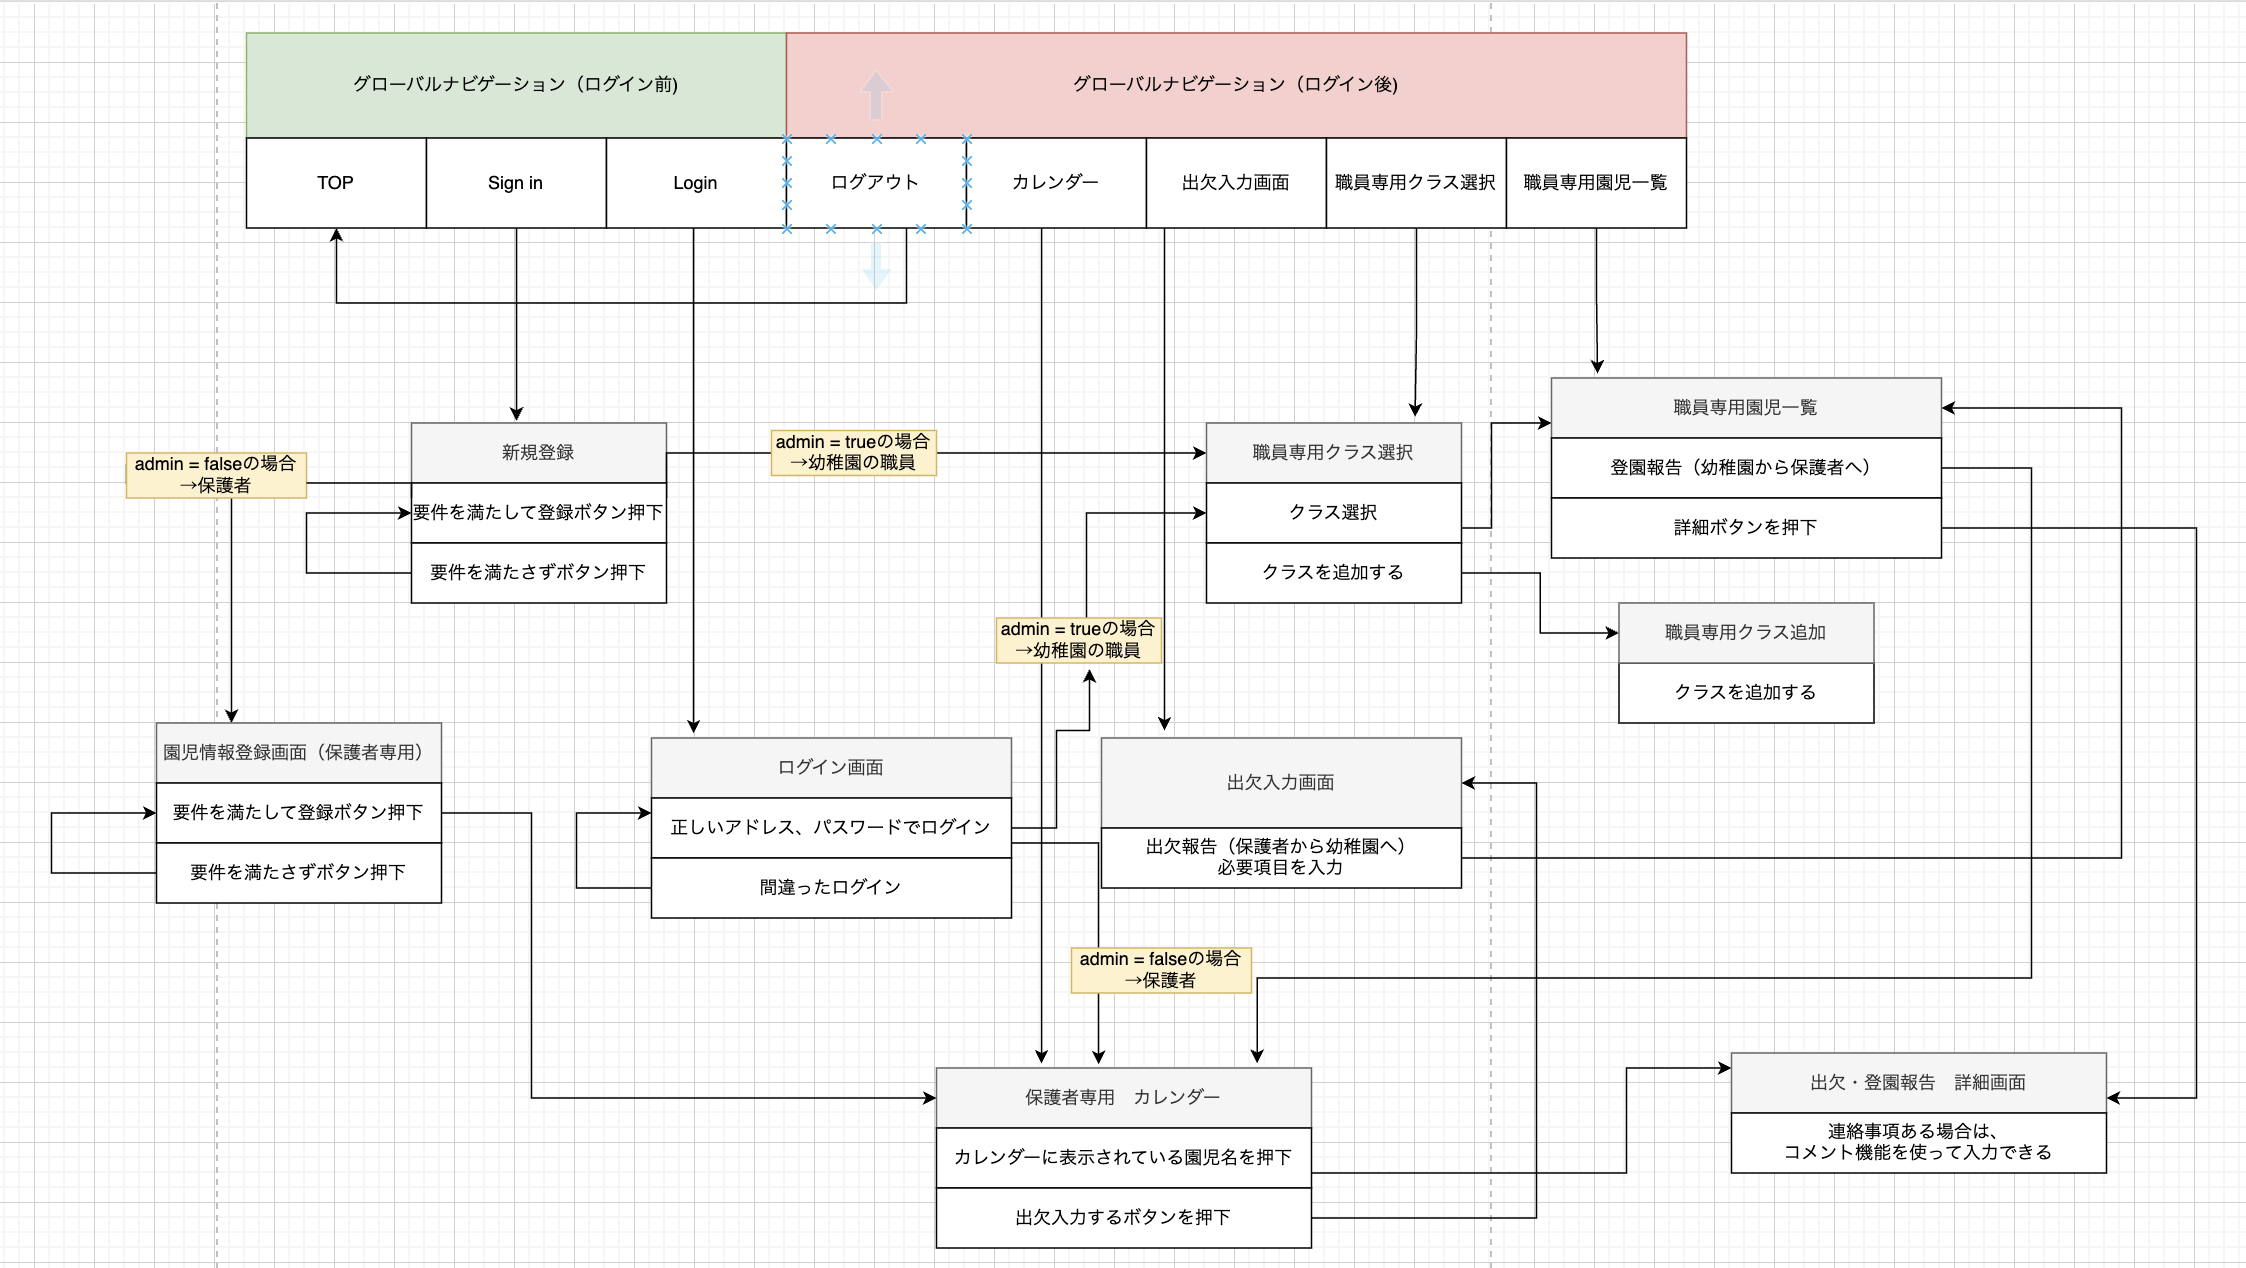 グローバルナビゲーション（ログイン前)
グローバルナビゲーション（ログイン後)
TOP
Sign in
Login
ログアウト
カレンダー
出欠入力画面
職員専用クラス選択
職員専用園児一覧
職員専用園児一覧
登園報告（幼稚園から保護者へ）
詳細ボタンを押下
新規登録
要件を満たして登録ボタン押下
要件を満たさずボタン押下
admin = trueの場合
→幼稚園の職員
職員専用クラス選択
クラス選択
クラスを追加する
admin = falseの場合
→保護者
admin = trueの場合
→幼稚園の職員
職員専用クラス追加
クラスを追加する
園児情報登録画面（保護者専用）
要件を満たして登録ボタン押下
要件を満たさずボタン押下
ログイン画面
正しいアドレス、パスワードでログイン
間違ったログイン
出欠入力画面
出欠報告（保護者から幼稚園へ）
必要項目を入力
admin = falseの場合
→保護者
保護者専用　カレンダー
カレンダーに表示されている園児名を押下
出欠入力するボタンを押下
出欠・登園報告　詳細画面
連絡事項ある場合は、
コメント機能を使って入力できる